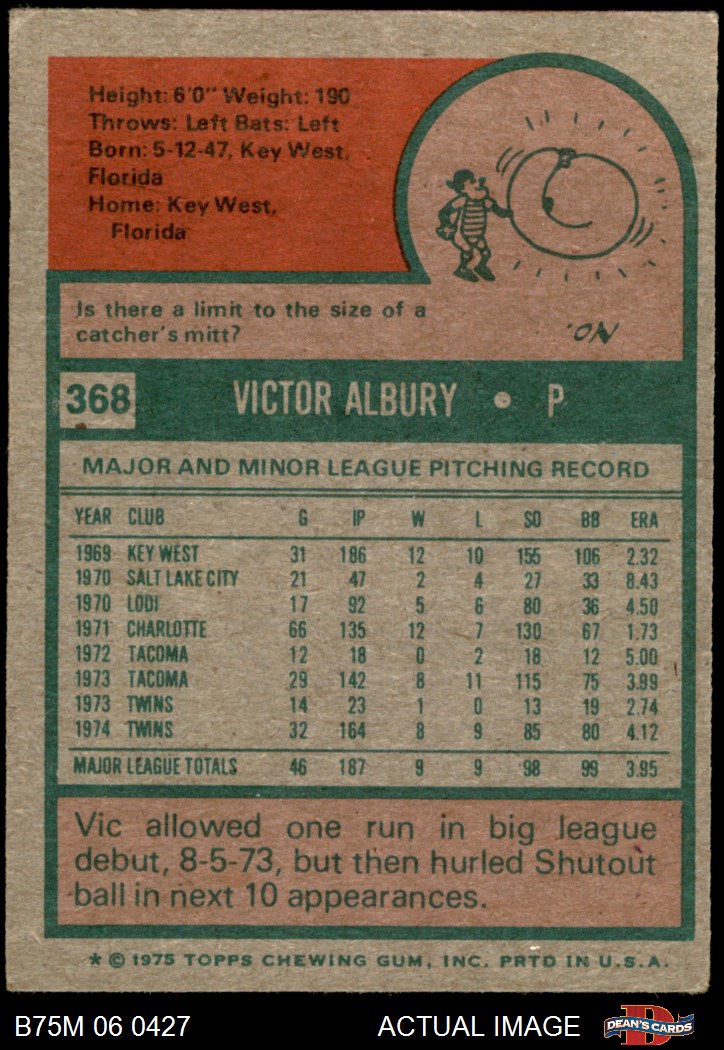 Height: 6'0" Weight: 190
Throws: Left Bats: Left
Born: 5-12-47, Key West,
Florida
Home: Key West,
Florida
Is there a limit to the size of a
catcher's mitt?
NO.
368 VICTOR ALBURY • P
MAJOR AND MINOR LEAGUE PITCHING RECORD
YEAR CLUB G IP W L SO BB ERA
1969 KEY WEST 31 186 12 10 155 106 2.32
1970 SALT LAKE CITY 21 47 2 4 27 33 8.43
1970 LODI 17 92 5 6 80 36 4.50
1971 CHARLOTTE 66 135 12 7 130 67 1.73
1972 TACOMA 12 18 0 2 18 12 5.00
1973 TACOMA 29 142 8 11 115 75 3.99
1973 TWINS 14 23 1 0 13 19 2.74
1974 TWINS 32 164 8 9 85 80 4.12
MAJOR LEAGUE TOTALS 46 187 9 9 98 99 3.95
Vic allowed one run in big league
debut, 8-5-73, but then hurled Shutout
ball in next 10 appearances.
* © 1975 TOPPS CHEWING GUM, INC. PRTD IN U.S.A.
B75M 06 0427 ACTUAL IMAGE D DEAN'S CARDS